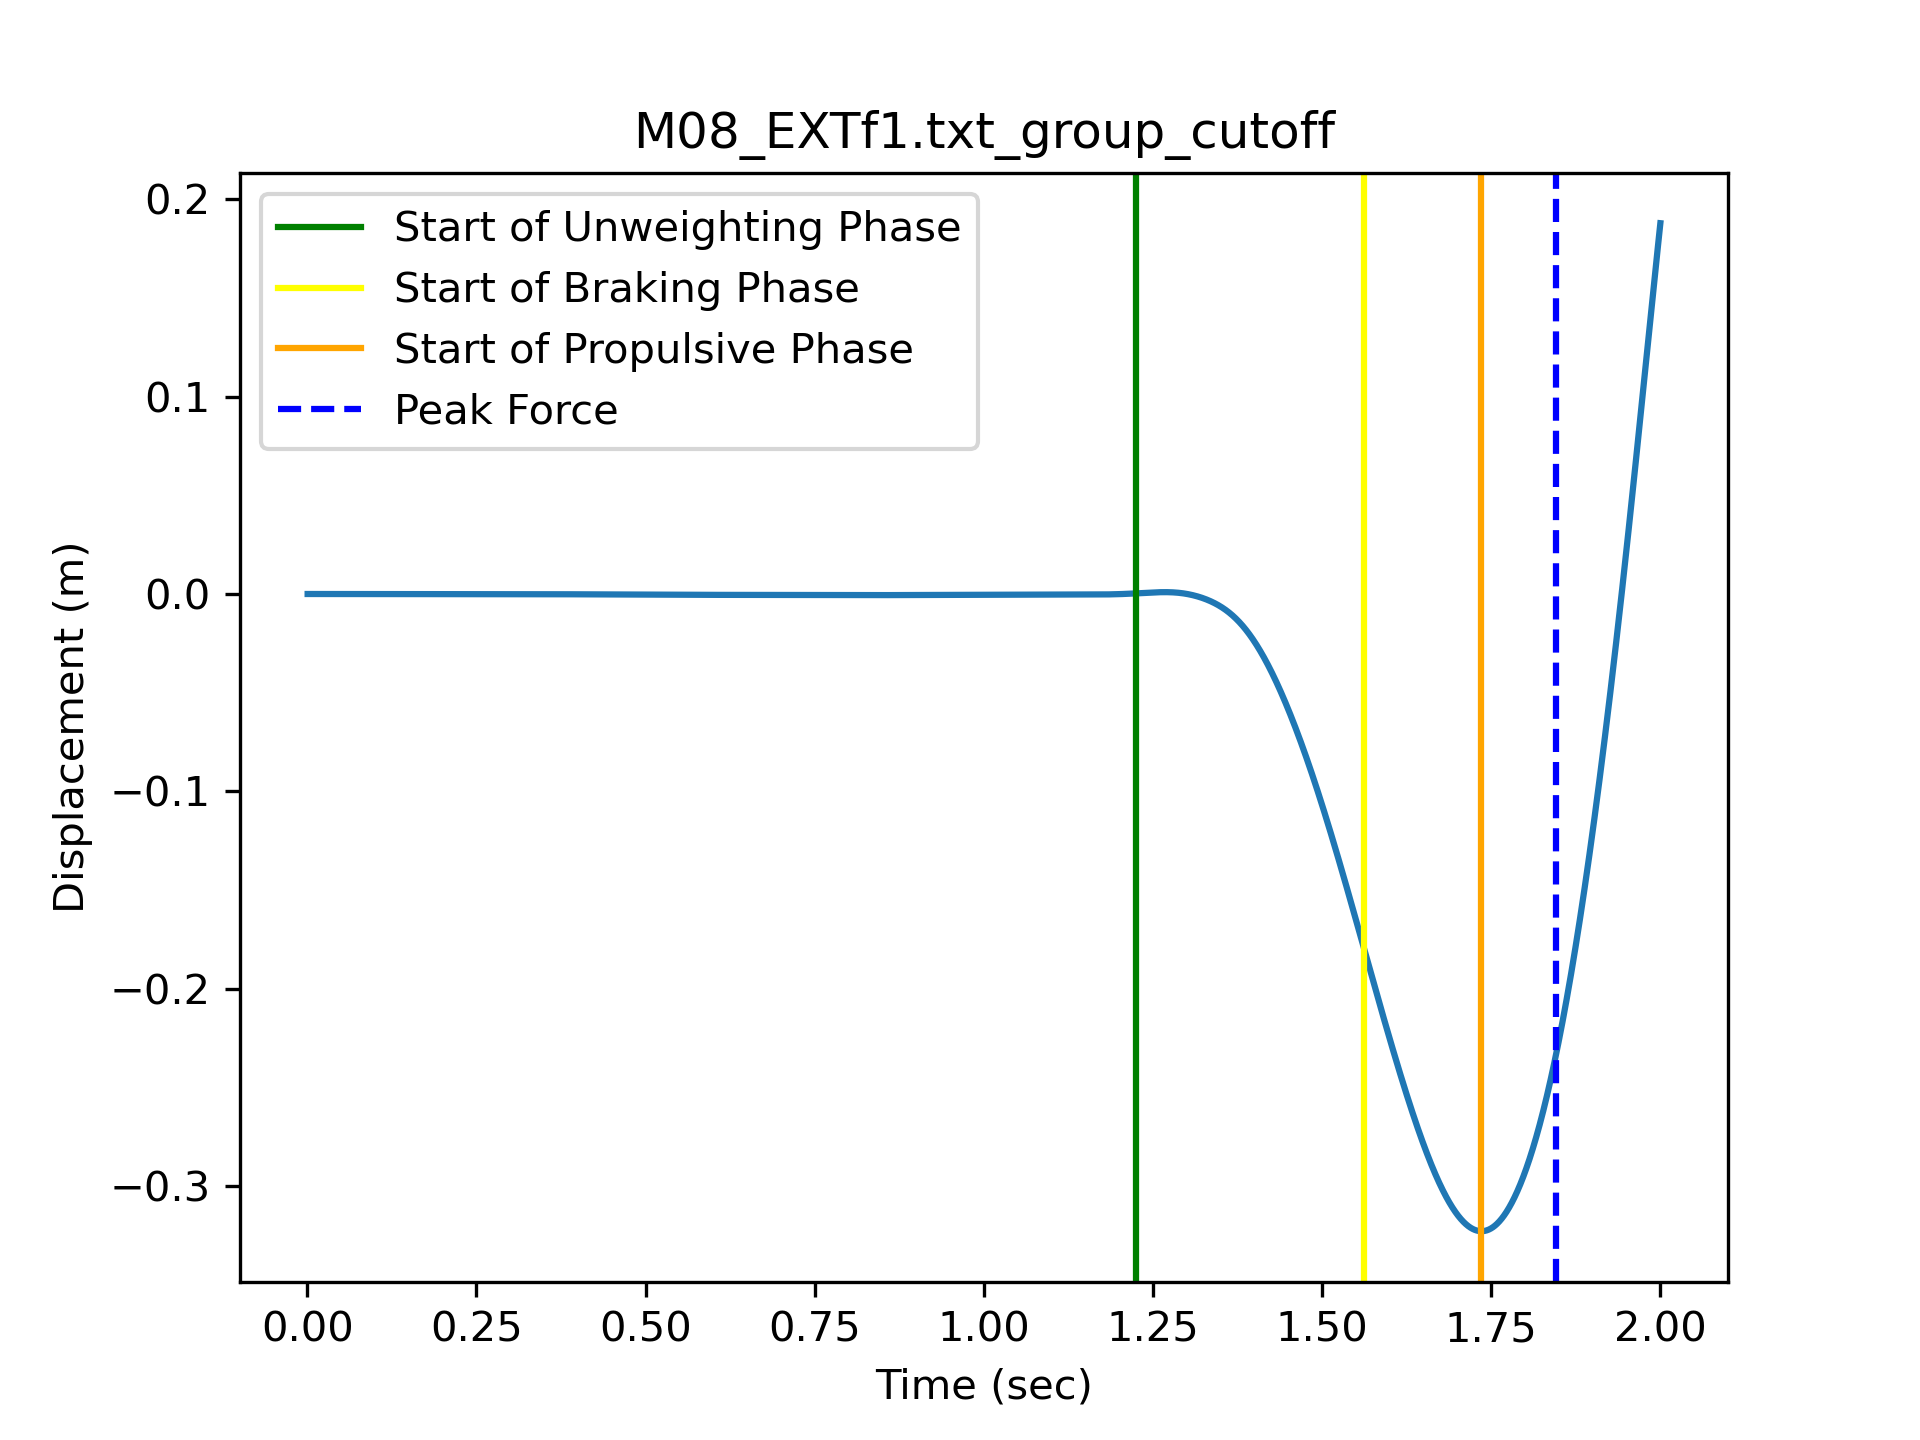 M08_EXTf1.txt_group_cutoff
0.2
0.1
0.0
−0.1
−0.2
−0.3
Displacement (m)
Start of Unweighting Phase
Start of Braking Phase
Start of Propulsive Phase
Peak Force
0.00 0.25 0.50 0.75 1.00 1.25 1.50 1.75 2.00
Time (sec)